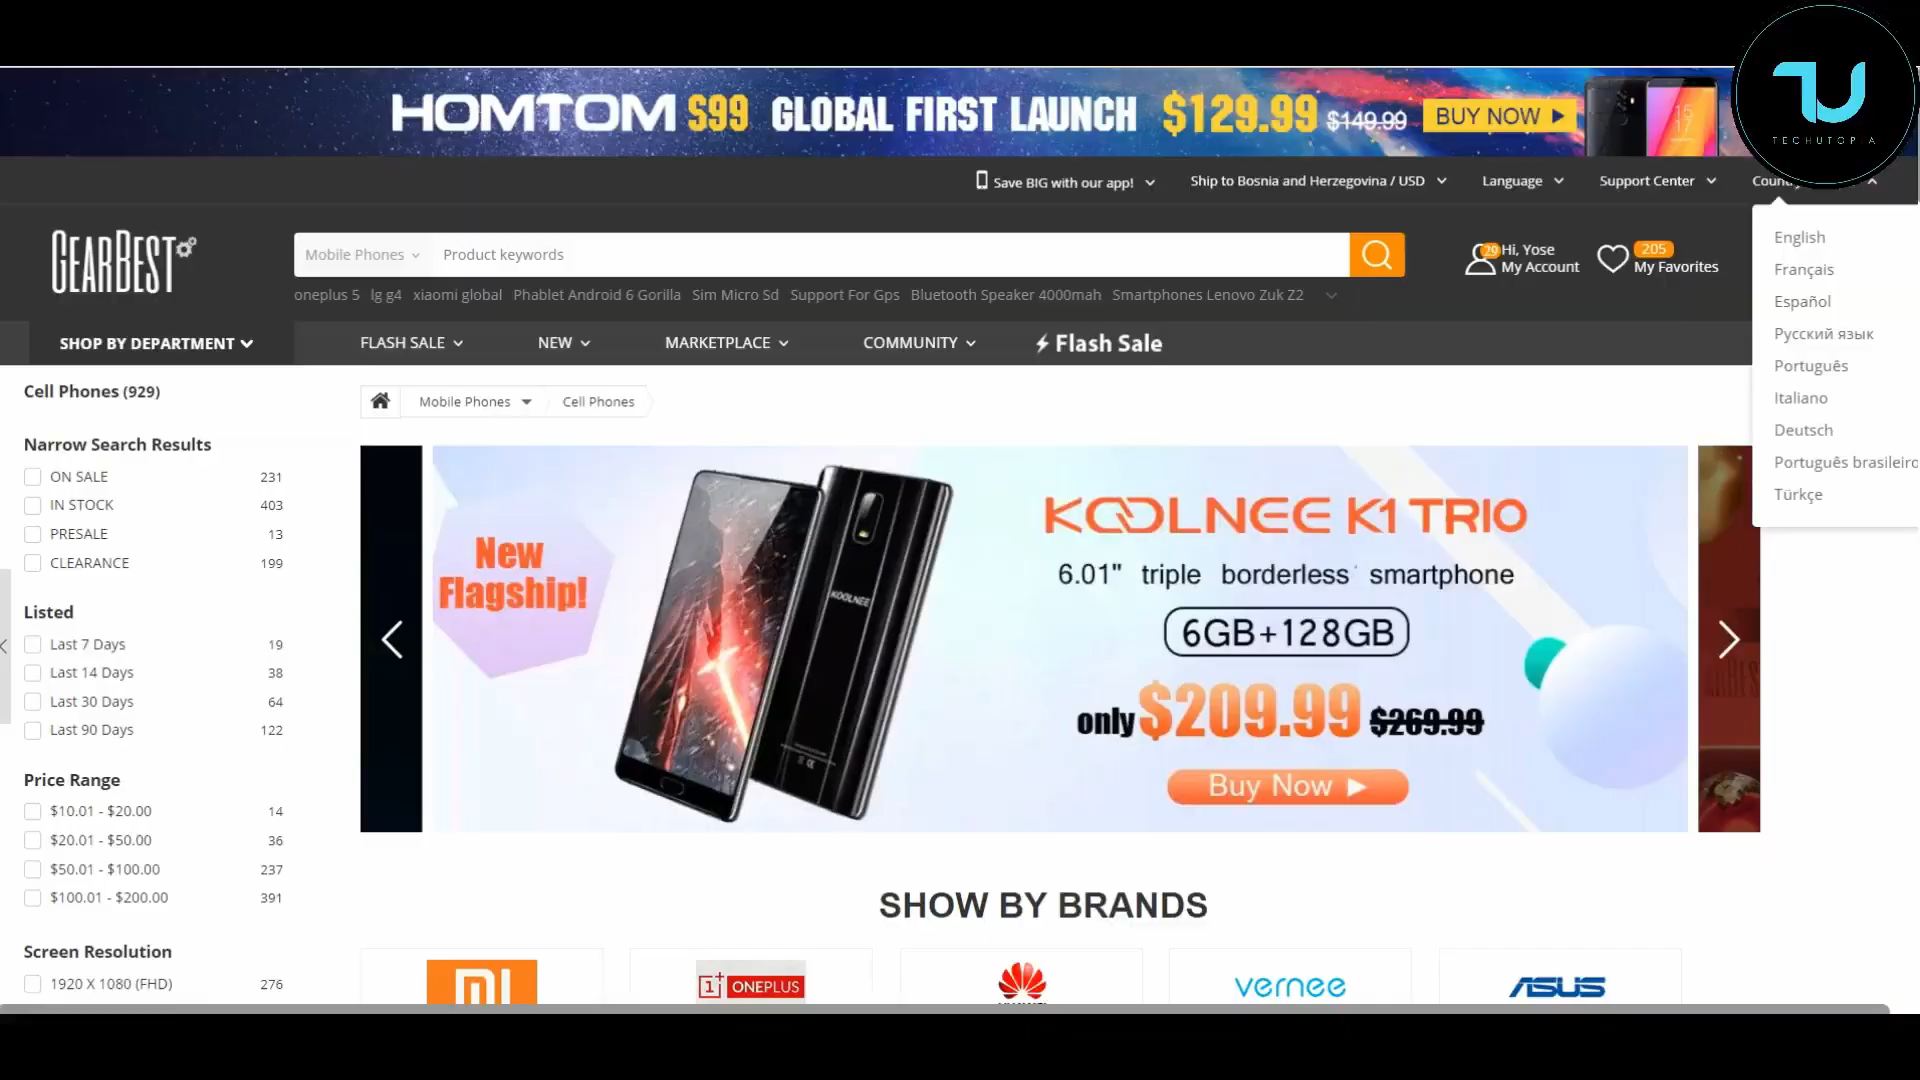 HOMTOM S99 GLOBAL FIRST LAUNCH $129.99 $149.99 BUY NOW
TU
TECHUTOPIA
Save BIG with our app! Ship to Bosnia and Herzegovina / USD Language Support Center
GEARBEST
Mobile Phones Product keywords
29 Hi, Yose
My Account
205
My Favorites
oneplus 5 lg g4 xiaomi global Phablet Android 6 Gorilla Sim Micro Sd Support For Gps Bluetooth Speaker 4000mah Smartphones Lenovo Zuk Z2
English
Français
Español
Русский язык
Português
Italiano
Deutsch
Português brasileiro
Türkçe
SHOP BY DEPARTMENT FLASH SALE NEW MARKETPLACE COMMUNITY Flash Sale
Cell Phones (929)
Mobile Phones Cell Phones
Narrow Search Results
ON SALE 231
IN STOCK 403
PRESALE 13
CLEARANCE 199
Listed
Last 7 Days 19
Last 14 Days 38
Last 30 Days 64
Last 90 Days 122
Price Range
$10.01 - $20.00 14
$20.01 - $50.00 36
$50.01 - $100.00 237
$100.01 - $200.00 391
Screen Resolution
1920 X 1080 (FHD) 276
New
Flagship!
KOOLNEE
KOOLNEE K1 TRIO
6.01" triple borderless smartphone
6GB+128GB
only $209.99 $269.99
Buy Now
SHOW BY BRANDS
MI
1+ ONEPLUS
vernee
ASUS